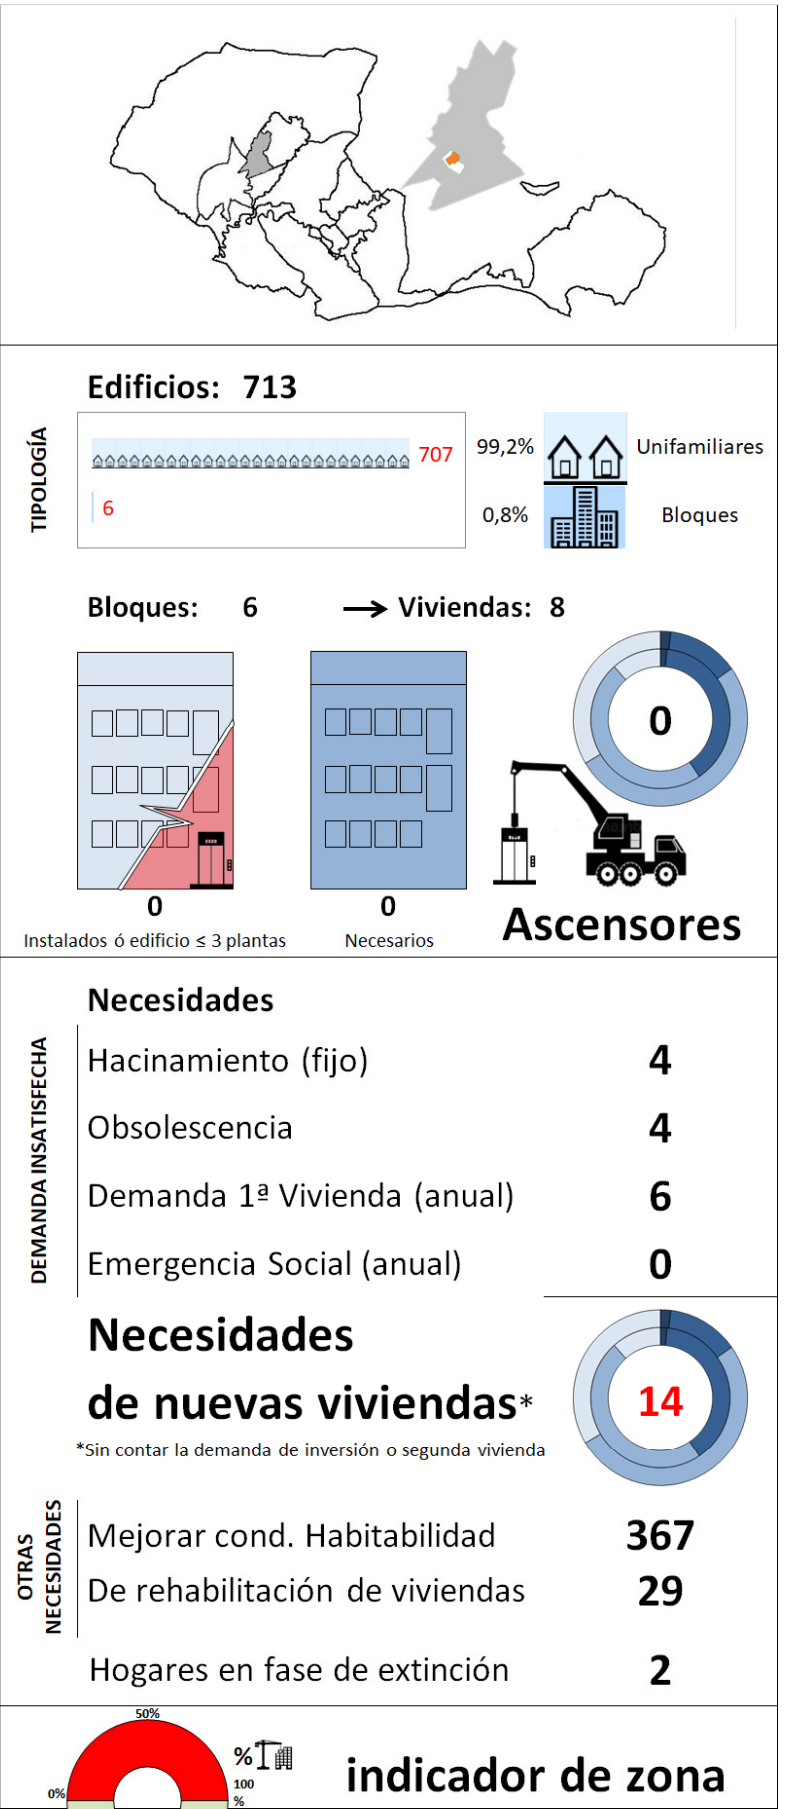 Edificios: 713
TIPOLOGÍA
707
99,2%
Unifamiliares
6
0,8%
Bloques
Bloques: 6 → Viviendas: 8
0
0
Instalados ó edificio ≤ 3 plantas
0
Necesarios
Ascensores
Necesidades
DEMANDA INSATISFECHA
Hacinamiento (fijo) 4
Obsolescencia 4
Demanda 1ª Vivienda (anual) 6
Emergencia Social (anual) 0
Necesidades
de nuevas viviendas*
14
*Sin contar la demanda de inversión o segunda vivienda
OTRAS
NECESIDADES
Mejorar cond. Habitabilidad 367
De rehabilitación de viviendas 29
Hogares en fase de extinción 2
50%
0%
100
%
%
indicador de zona